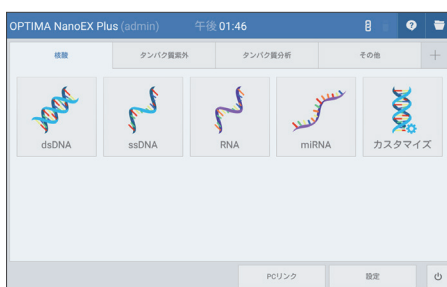 OPTIMA NanoEX Plus (admin) 午後 01:46
核酸 タンパク質紫外 タンパク質分析 その他
dsDNA ssDNA RNA miRNA カスタマイズ
PCリンク 設定